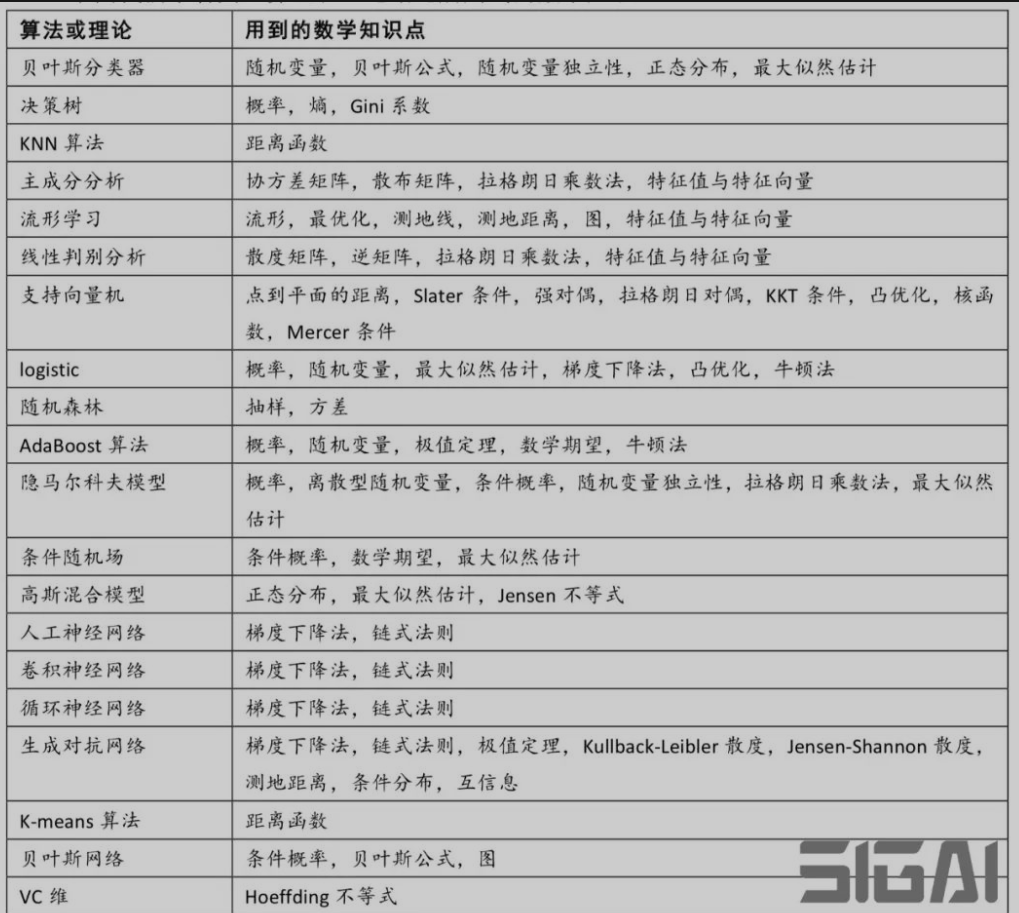 算法或理论 用到的数学知识点
贝叶斯分类器 随机变量，贝叶斯公式，随机变量独立性，正态分布，最大似然估计
决策树 概率，熵，Gini 系数
KNN 算法 距离函数
主成分分析 协方差矩阵，散布矩阵，拉格朗日乘数法，特征值与特征向量
流形学习 流形，最优化，测地线，测地距离，图，特征值与特征向量
线性判别分析 散度矩阵，逆矩阵，拉格朗日乘数法，特征值与特征向量
支持向量机 点到平面的距离，Slater 条件，强对偶，拉格朗日对偶，KKT 条件，凸优化，核函
数，Mercer 条件
logistic 概率，随机变量，最大似然估计，梯度下降法，凸优化，牛顿法
随机森林 抽样，方差
AdaBoost 算法 概率，随机变量，极值定理，数学期望，牛顿法
隐马尔科夫模型 概率，离散型随机变量，条件概率，随机变量独立性，拉格朗日乘数法，最大似然
估计
条件随机场 条件概率，数学期望，最大似然估计
高斯混合模型 正态分布，最大似然估计，Jensen 不等式
人工神经网络 梯度下降法，链式法则
卷积神经网络 梯度下降法，链式法则
循环神经网络 梯度下降法，链式法则
生成对抗网络 梯度下降法，链式法则，极值定理，Kullback-Leibler 散度，Jensen-Shannon 散度，
测地距离，条件分布，互信息
K-means 算法 距离函数
贝叶斯网络 条件概率，贝叶斯公式，图
VC 维 Hoeffding 不等式
SIGAI